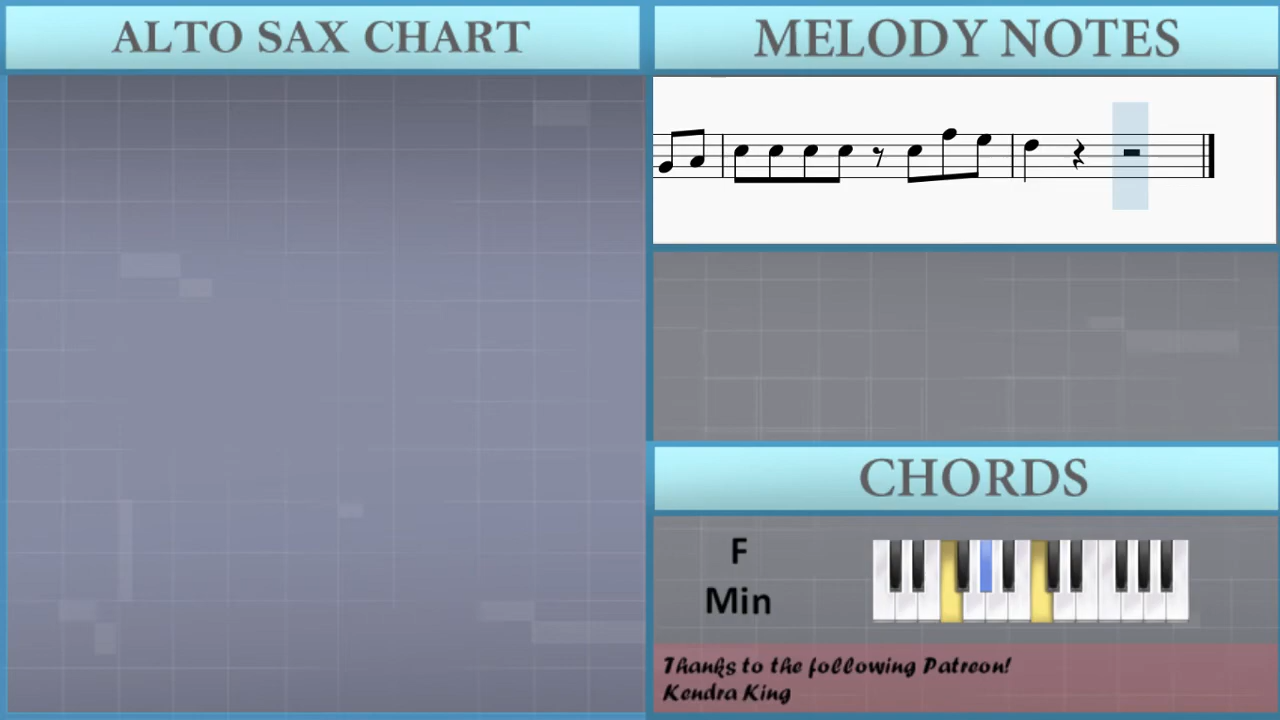 ALTO SAX CHART
MELODY NOTES
CHORDS
F
Min
Thanks to the following Patreon!
Kendra King